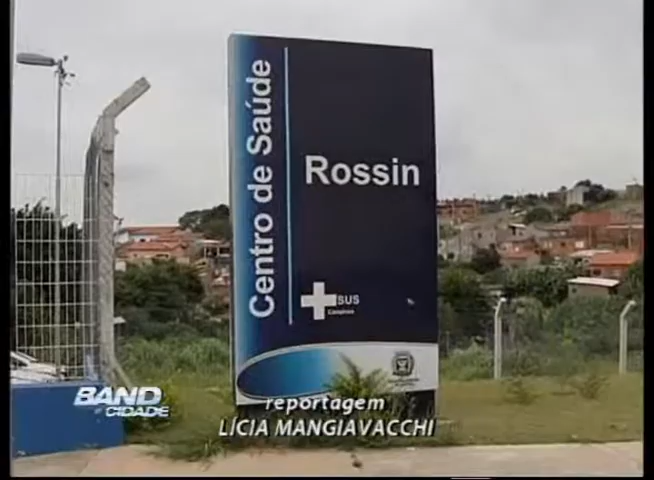 Centro de Saúde
Rossin
SUS
Campinas
BAND
CIDADE
reportagem
LÍCIA MANGIAVACCHI